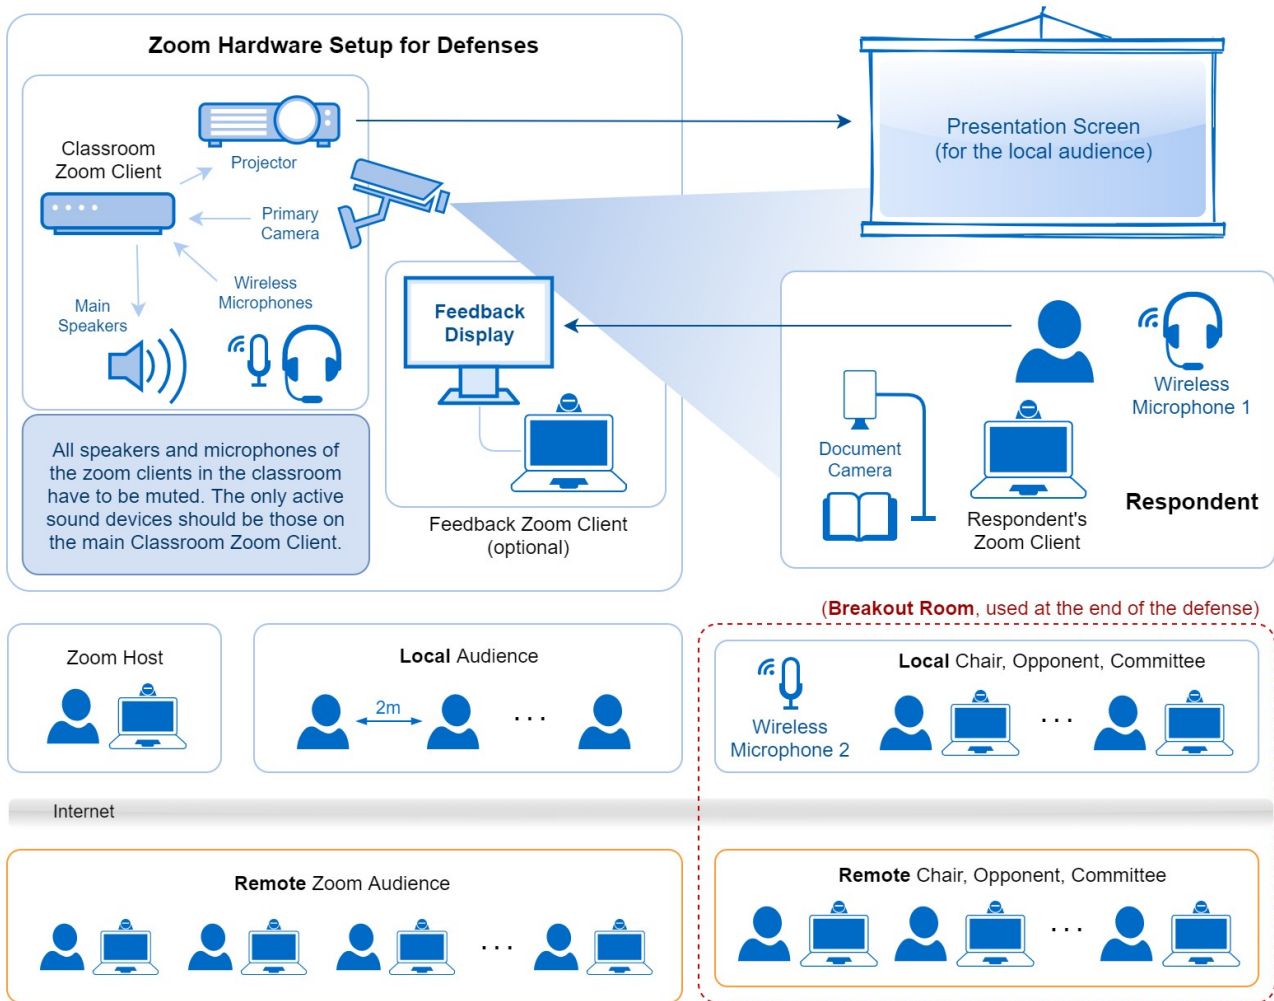 Zoom Hardware Setup for Defenses
Classroom
Zoom Client
Projector
Primary
Camera
Wireless
Microphones
Main
Speakers
All speakers and microphones of
the zoom clients in the classroom
have to be muted. The only active
sound devices should be those on
the main Classroom Zoom Client.
Feedback
Display
Feedback Zoom Client
(optional)
Presentation Screen
(for the local audience)
Wireless
Microphone 1
Document
Camera
Respondent's
Zoom Client
Respondent
(Breakout Room, used at the end of the defense)
Zoom Host
Local Audience
2m
. . .
Local Chair, Opponent, Committee
Wireless
Microphone 2
. . .
Internet
Remote Zoom Audience
. . .
Remote Chair, Opponent, Committee
. . .